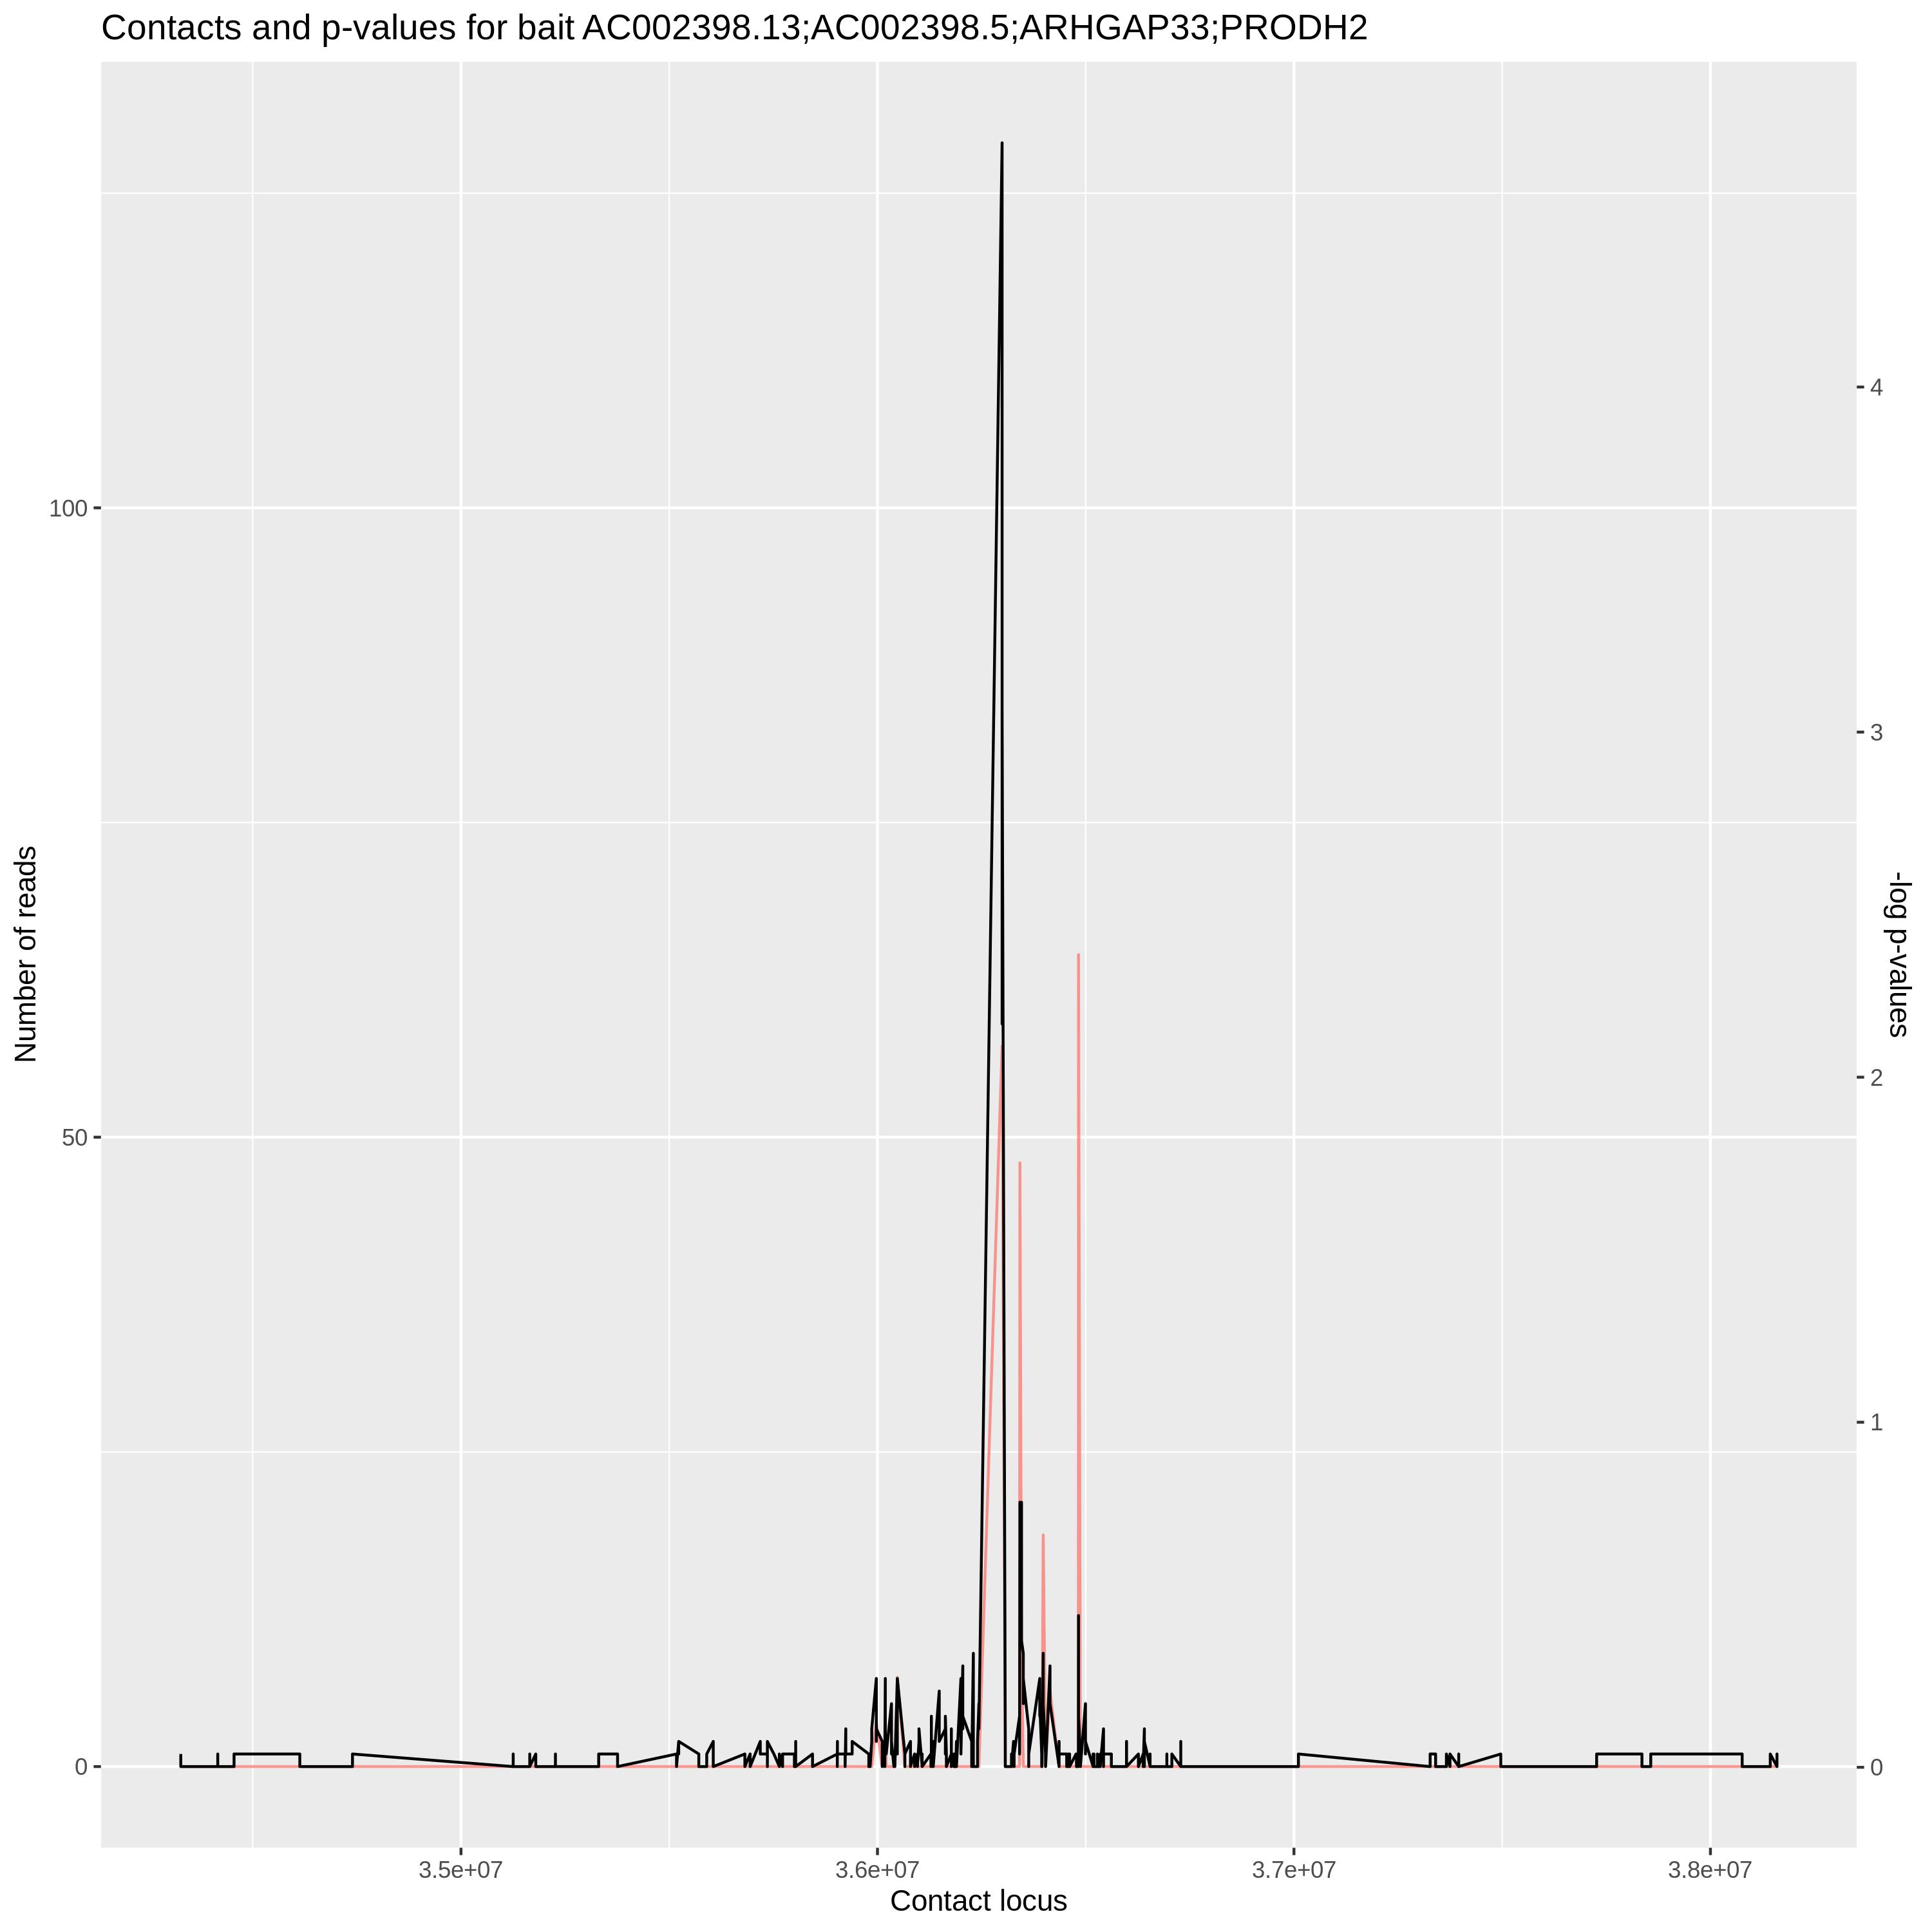 Contacts and p-values for bait AC002398.13;AC002398.5;ARHGAP33;PRODH2
4
100
3
Number of reads
-log p-values
2
50
1
0
0
3.5e+07
3.6e+07
3.7e+07
3.8e+07
Contact locus